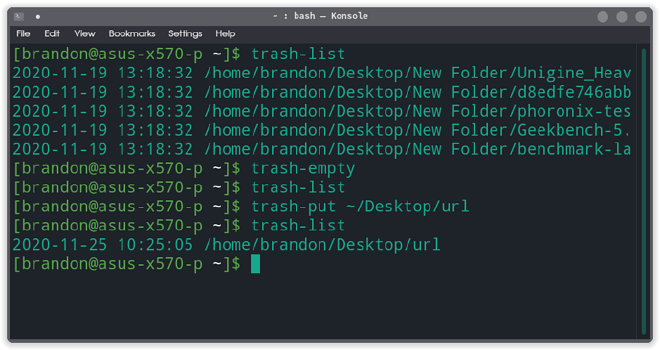 ~ : bash — Konsole
File Edit View Bookmarks Settings Help
[brandon@asus-x570-p ~]$ trash-list
2020-11-19 13:18:32 /home/brandon/Desktop/New Folder/Unigine_Heav
2020-11-19 13:18:32 /home/brandon/Desktop/New Folder/d8edfe746abb
2020-11-19 13:18:32 /home/brandon/Desktop/New Folder/phoronix-tes
2020-11-19 13:18:32 /home/brandon/Desktop/New Folder/Geekbench-5.
2020-11-19 13:18:32 /home/brandon/Desktop/New Folder/benchmark-la
[brandon@asus-x570-p ~]$ trash-empty
[brandon@asus-x570-p ~]$ trash-list
[brandon@asus-x570-p ~]$ trash-put ~/Desktop/url
[brandon@asus-x570-p ~]$ trash-list
2020-11-25 10:25:05 /home/brandon/Desktop/url
[brandon@asus-x570-p ~]$